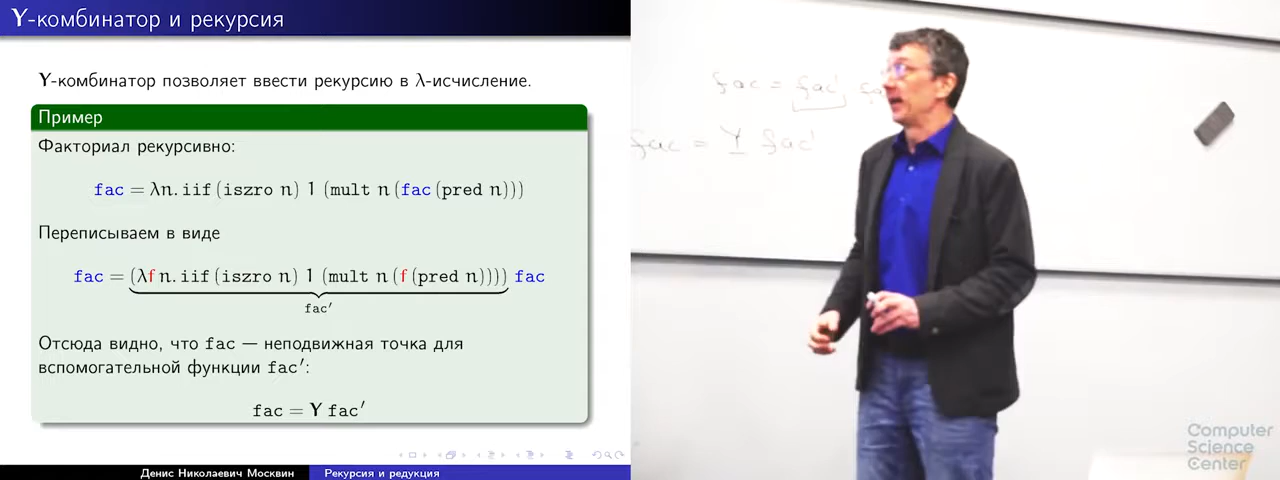 Y-комбинатор и рекурсия
Y-комбинатор позволяет ввести рекурсию в λ-исчисление.
Пример
Факториал рекурсивно:
fac = λn. iif (iszro n) 1 (mult n (fac (pred n)))
Переписываем в виде
fac = (λf n. iif (iszro n) 1 (mult n (f (pred n)))) fac
fac′
Отсюда видно, что fac — неподвижная точка для
вспомогательной функции fac′:
fac = Y fac′
Денис Николаевич Москвин Рекурсия и редукция
fac = fac′
fac = Y fac′
Computer
Science
Center